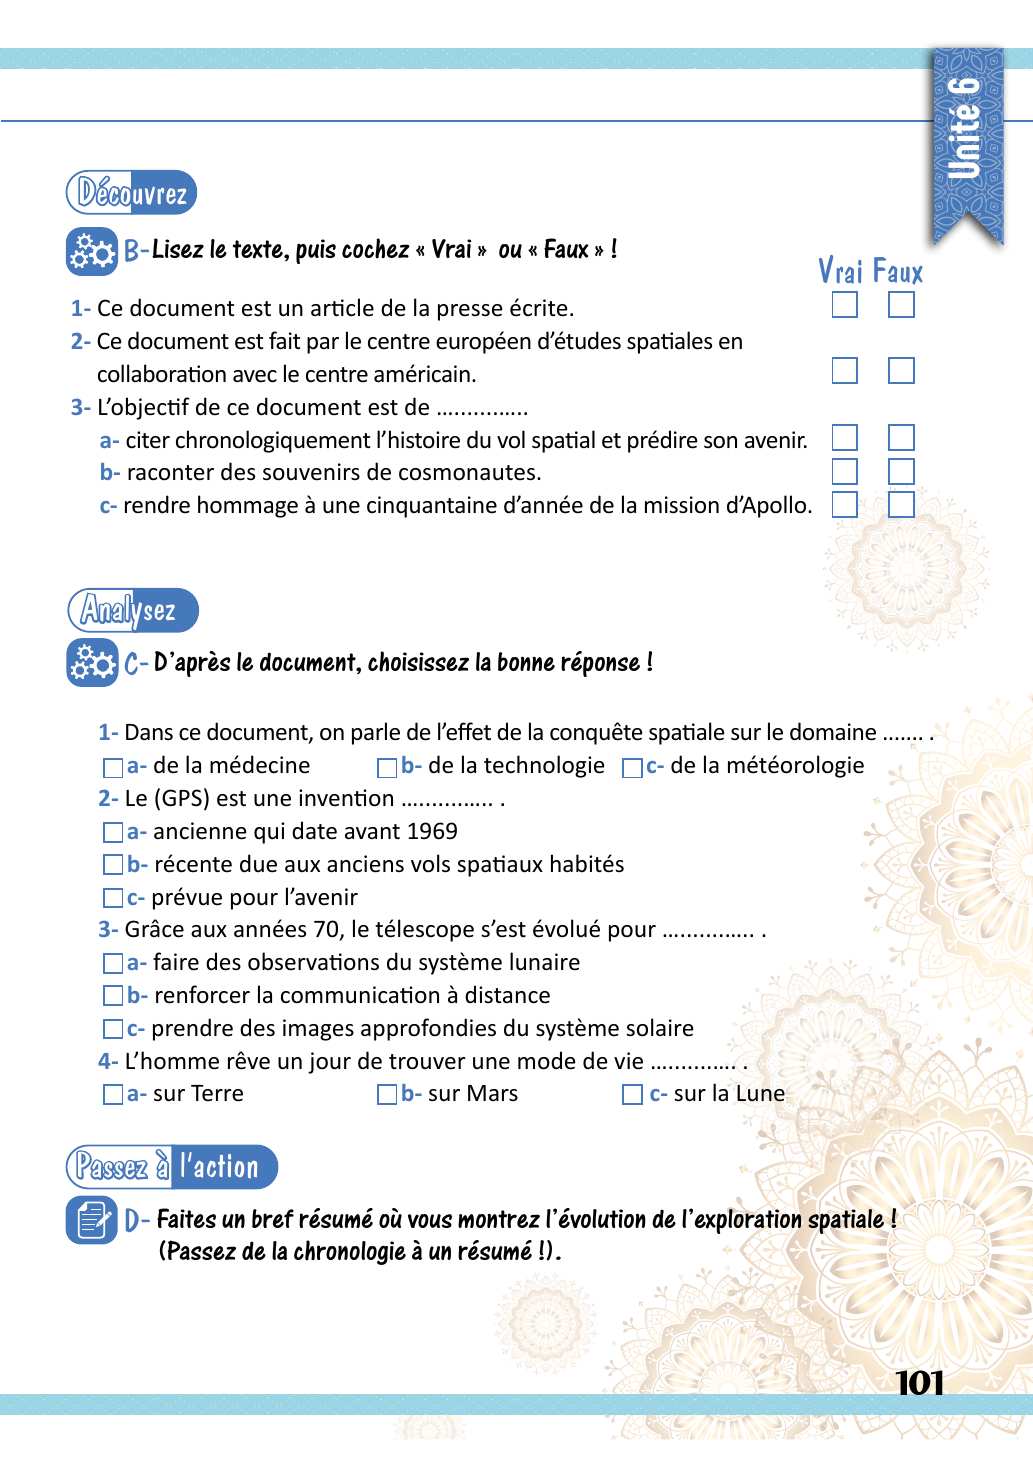 Unité 6
Découvrez
B- Lisez le texte, puis cochez « Vrai » ou « Faux » !
Vrai Faux
1- Ce document est un article de la presse écrite.
2- Ce document est fait par le centre européen d’études spatiales en
collaboration avec le centre américain.
3- L’objectif de ce document est de ..............
a- citer chronologiquement l’histoire du vol spatial et prédire son avenir.
b- raconter des souvenirs de cosmonautes.
c- rendre hommage à une cinquantaine d’année de la mission d’Apollo.
Analysez
C- D’après le document, choisissez la bonne réponse !
1- Dans ce document, on parle de l’effet de la conquête spatiale sur le domaine ....... .
a- de la médecine b- de la technologie c- de la météorologie
2- Le (GPS) est une invention .............. .
a- ancienne qui date avant 1969
b- récente due aux anciens vols spatiaux habités
c- prévue pour l’avenir
3- Grâce aux années 70, le télescope s’est évolué pour .............. .
a- faire des observations du système lunaire
b- renforcer la communication à distance
c- prendre des images approfondies du système solaire
4- L’homme rêve un jour de trouver une mode de vie ............. .
a- sur Terre b- sur Mars c- sur la Lune
Passez à l’action
D- Faites un bref résumé où vous montrez l’évolution de l’exploration spatiale !
(Passez de la chronologie à un résumé !).
101